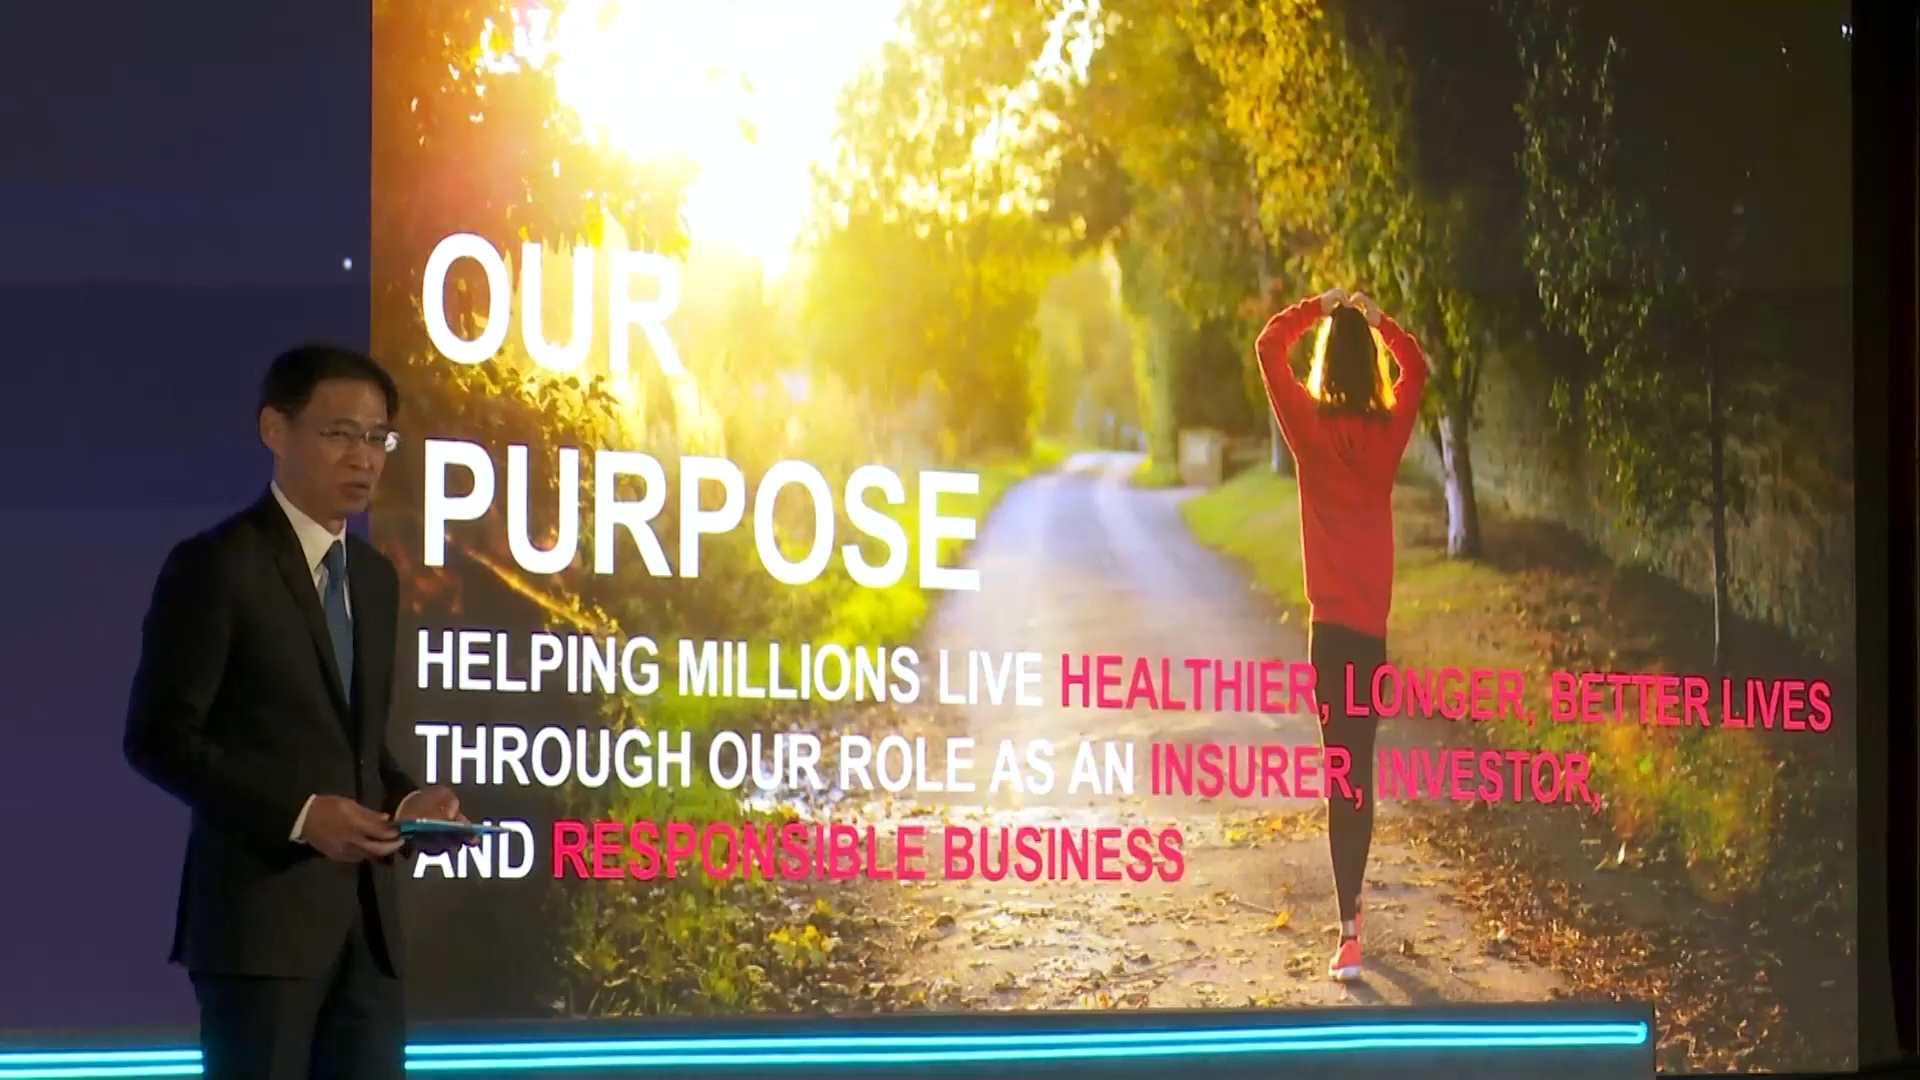 OUR
PURPOSE
HELPING MILLIONS LIVE HEALTHIER, LONGER, BETTER LIVES
THROUGH OUR ROLE AS AN INSURER, INVESTOR,
AND RESPONSIBLE BUSINESS